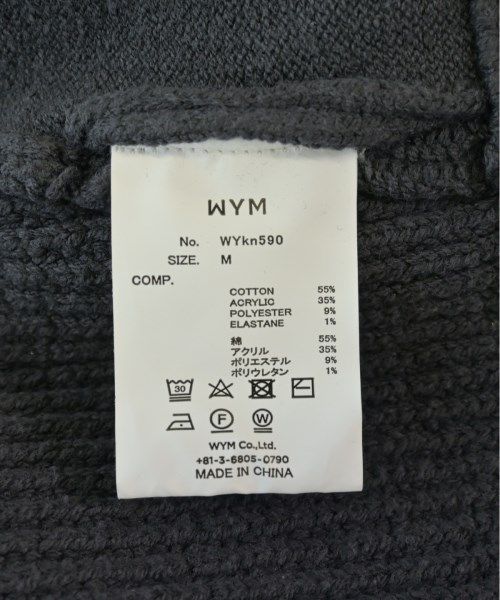 WYM
No. WYkn590
SIZE. M
COMP.
COTTON 55%
ACRYLIC 35%
POLYESTER 9%
ELASTANE 1%
綿 55%
アクリル 35%
ポリエステル 9%
ポリウレタン 1%
30
F W
WYM Co.,Ltd.
+81-3-6805-0790
MADE IN CHINA